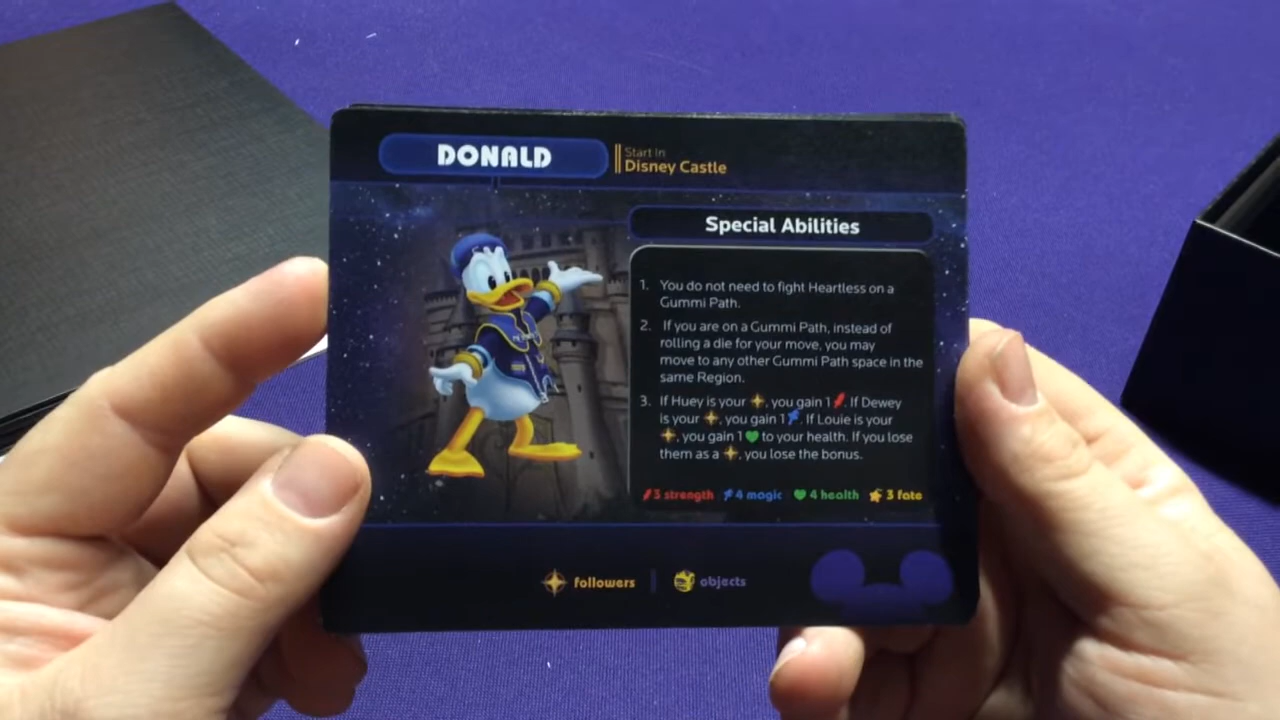 DONALD
Start In
Disney Castle
Special Abilities
1. You do not need to fight Heartless on a
Gummi Path.
2. If you are on a Gummi Path, instead of
rolling a die for your move, you may
move to any other Gummi Path space in the
same Region.
3. If Huey is your , you gain 1 . If Dewey
is your , you gain 1 . If Louie is your
, you gain 1 to your health. If you lose
them as a , you lose the bonus.
3 strength 4 magic 4 health 3 fate
followers | objects